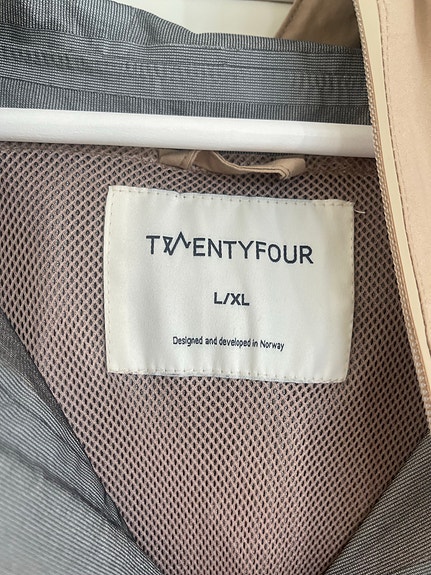 TWENTYFOUR
L/XL
Designed and developed in Norway